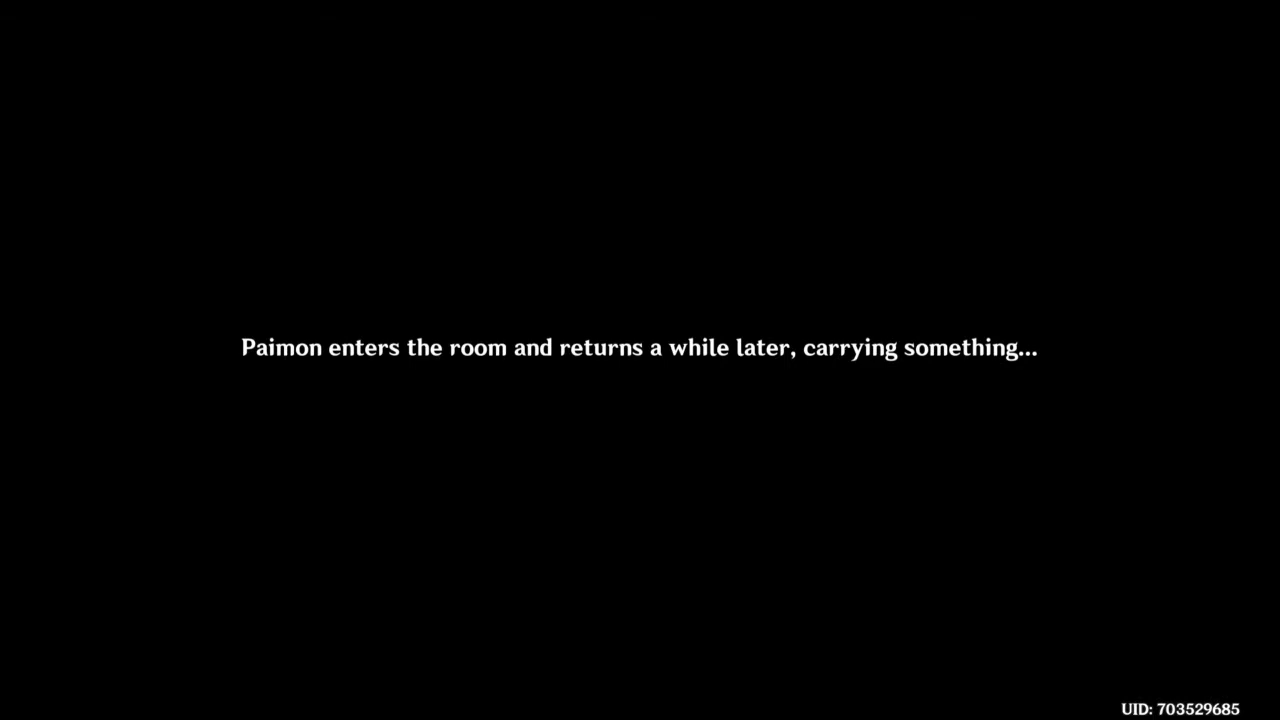 Paimon enters the room and returns a while later, carrying something...
UID: 703529685